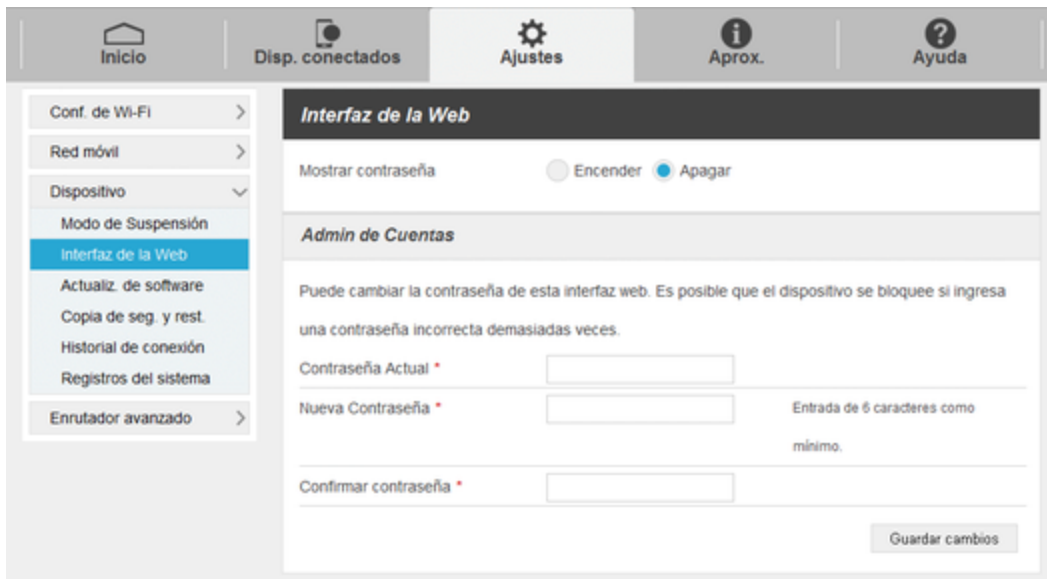 Inicio
Disp. conectados
Ajustes
Aprox.
Ayuda
Conf. de Wi-Fi
Red móvil
Dispositivo
Modo de Suspensión
Interfaz de la Web
Actualiz. de software
Copia de seg. y rest.
Historial de conexión
Registros del sistema
Enrutador avanzado
Interfaz de la Web
Mostrar contraseña Encender Apagar
Admin de Cuentas
Puede cambiar la contraseña de esta interfaz web. Es posible que el dispositivo se bloquee si ingresa
una contraseña incorrecta demasiadas veces.
Contraseña Actual *
Nueva Contraseña * Entrada de 6 caracteres como
mínimo.
Confirmar contraseña *
Guardar cambios